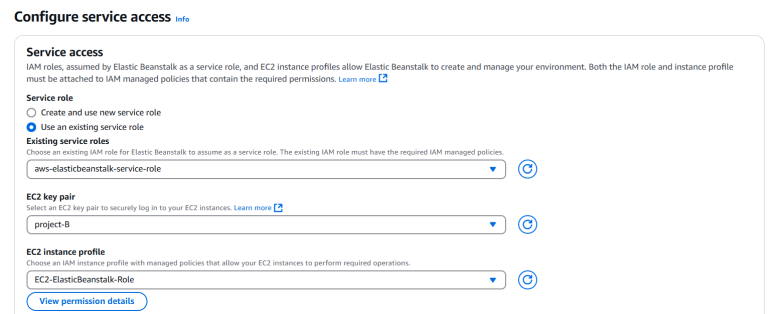 Configure service access Info
Service access
IAM roles, assumed by Elastic Beanstalk as a service role, and EC2 instance profiles allow Elastic Beanstalk to create and manage your environment. Both the IAM role and instance profile
must be attached to IAM managed policies that contain the required permissions. Learn more
Service role
Create and use new service role
Use an existing service role
Existing service roles
Choose an existing IAM role for Elastic Beanstalk to assume as a service role. The existing IAM role must have the required IAM managed policies.
aws-elasticbeanstalk-service-role
EC2 key pair
Select an EC2 key pair to securely log in to your EC2 instances. Learn more
project-B
EC2 instance profile
Choose an IAM instance profile with managed policies that allow your EC2 instances to perform required operations.
EC2-ElasticBeanstalk-Role
View permission details